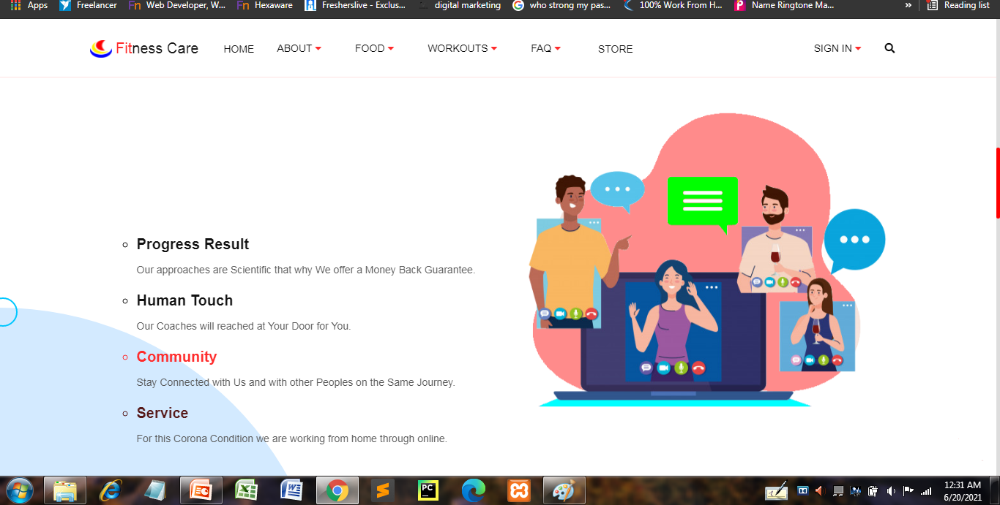 Apps Freelancer Web Developer, W... Hexaware Fresherslive - Exclus... digital marketing who strong my pas... 100% Work From H... Name Ringtone Ma... » Reading list
Fitness Care HOME ABOUT FOOD WORKOUTS FAQ STORE SIGN IN
Progress Result
Our approaches are Scientific that why We offer a Money Back Guarantee.
Human Touch
Our Coaches will reached at Your Door for You.
Community
Stay Connected with Us and with other Peoples on the Same Journey.
Service
For this Corona Condition we are working from home through online.
12:31 AM
6/20/2021